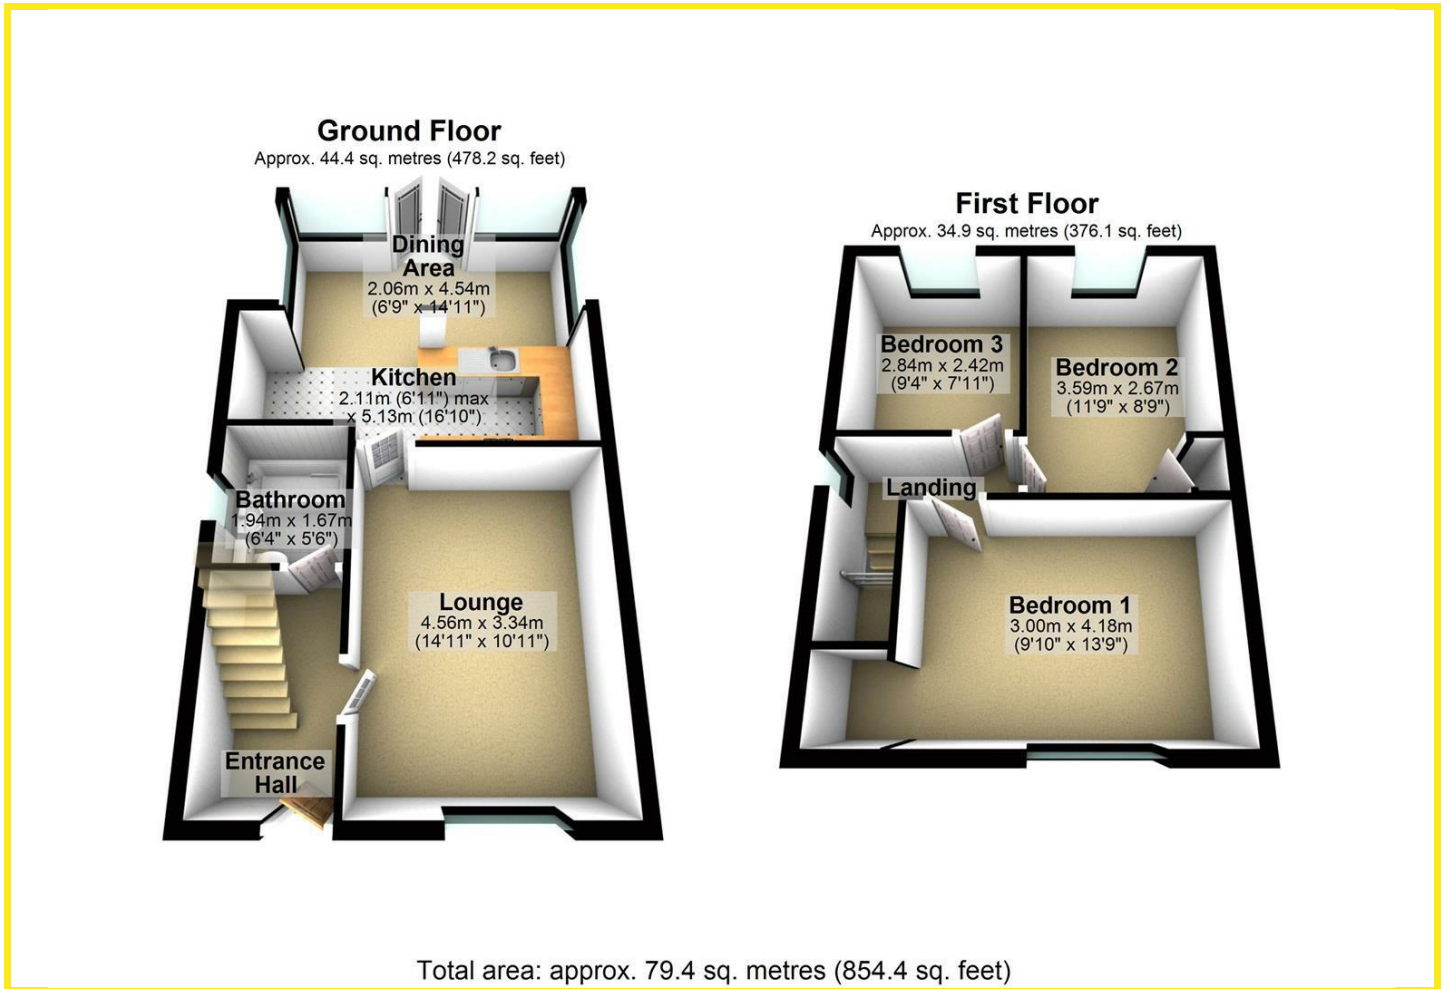 Ground Floor
Approx. 44.4 sq. metres (478.2 sq. feet)
Dining
Area
2.06m x 4.54m
(6'9" x 14'11")
Kitchen
2.11m (6'11") max
x 5.13m (16'10")
Bathroom
1.94m x 1.67m
(6'4" x 5'6")
Lounge
4.56m x 3.34m
(14'11" x 10'11")
Entrance
Hall
First Floor
Approx. 34.9 sq. metres (376.1 sq. feet)
Bedroom 3
2.84m x 2.42m
(9'4" x 7'11")
Bedroom 2
3.59m x 2.67m
(11'9" x 8'9")
Landing
Bedroom 1
3.00m x 4.18m
(9'10" x 13'9")
Total area: approx. 79.4 sq. metres (854.4 sq. feet)